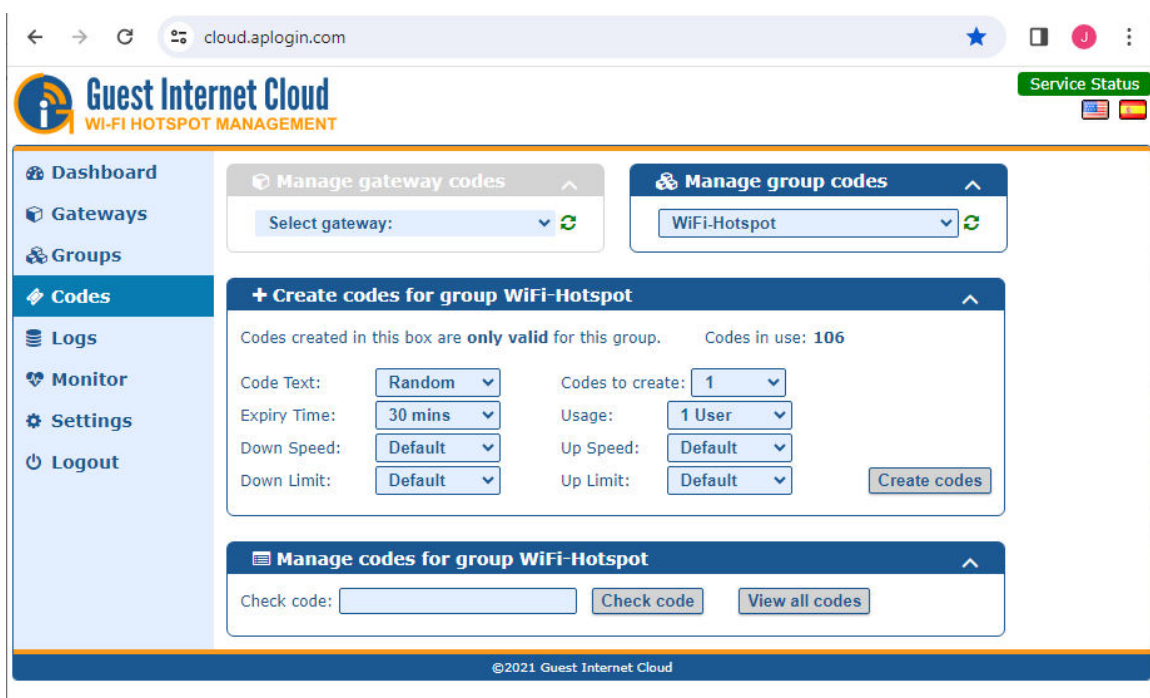 cloud.aplogin.com
J
Guest Internet Cloud
WI-FI HOTSPOT MANAGEMENT
Service Status
Dashboard
Gateways
Groups
Codes
Logs
Monitor
Settings
Logout
Manage gateway codes
Select gateway:
Manage group codes
WiFi-Hotspot
+ Create codes for group WiFi-Hotspot
Codes created in this box are only valid for this group. Codes in use: 106
Code Text: Random Codes to create: 1
Expiry Time: 30 mins Usage: 1 User
Down Speed: Default Up Speed: Default
Down Limit: Default Up Limit: Default Create codes
Manage codes for group WiFi-Hotspot
Check code: Check code View all codes
©2021 Guest Internet Cloud